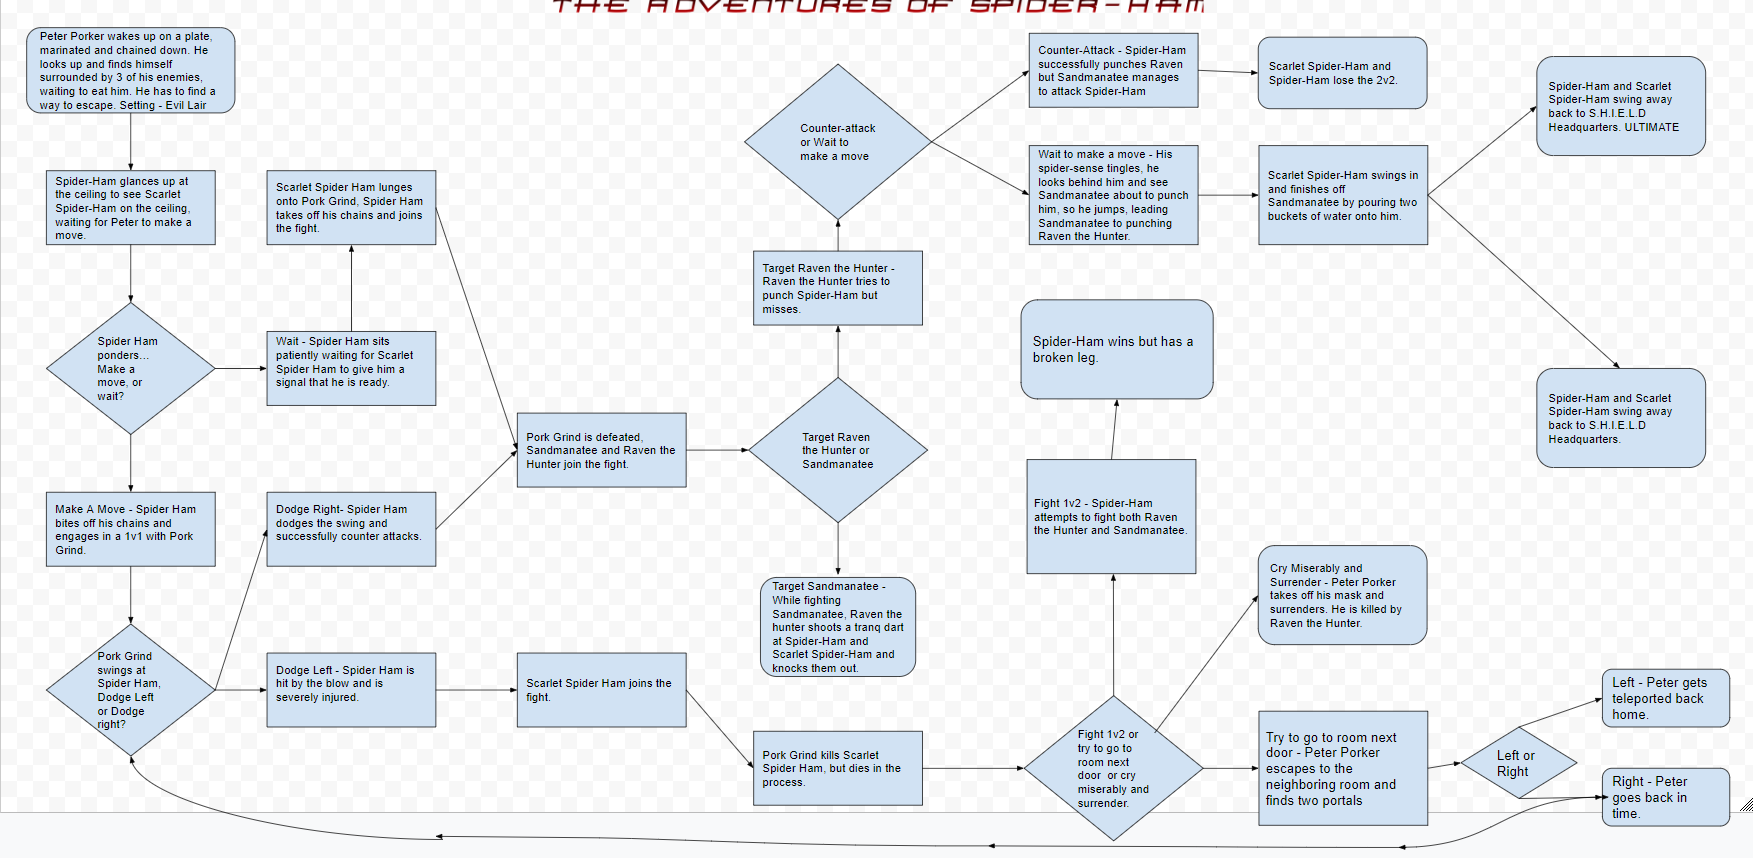 THE ADVENTURES OF SPIDER-HAM
Peter Porker wakes up on a plate,
marinated and chained down. He
looks up and finds himself
surrounded by 3 of his enemies,
waiting to eat him. He has to find a
way to escape. Setting - Evil Lair
Spider-Ham glances up at
the ceiling to see Scarlet
Spider-Ham on the ceiling,
waiting for Peter to make a
move.
Spider Ham
ponders...
Make a
move, or
wait?
Make A Move - Spider Ham
bites off his chains and
engages in a 1v1 with Pork
Grind.
Pork Grind
swings at
Spider Ham,
Dodge Left
or Dodge
right?
Scarlet Spider Ham lunges
onto Pork Grind, Spider Ham
takes off his chains and joins
the fight.
Wait - Spider Ham sits
patiently waiting for Scarlet
Spider Ham to give him a
signal that he is ready.
Dodge Right- Spider Ham
dodges the swing and
successfully counter attacks.
Dodge Left - Spider Ham is
hit by the blow and is
severely injured.
Pork Grind is defeated,
Sandmanatee and Raven the
Hunter join the fight.
Scarlet Spider Ham joins the
fight.
Counter-attack
or Wait to
make a move
Target Raven the Hunter -
Raven the Hunter tries to
punch Spider-Ham but
misses.
Target Raven
the Hunter or
Sandmanatee
Target Sandmanatee -
While fighting
Sandmanatee, Raven the
hunter shoots a tranq dart
at Spider-Ham and
Scarlet Spider-Ham and
knocks them out.
Pork Grind kills Scarlet
Spider Ham, but dies in the
process.
Counter-Attack - Spider-Ham
successfully punches Raven
but Sandmanatee manages
to attack Spider-Ham
Wait to make a move - His
spider-sense tingles, he
looks behind him and see
Sandmanatee about to punch
him, so he jumps, leading
Sandmanatee to punching
Raven the Hunter.
Spider-Ham wins but has a
broken leg.
Fight 1v2 - Spider-Ham
attempts to fight both Raven
the Hunter and Sandmanatee.
Fight 1v2 or
try to go to
room next
door or cry
miserably and
surrender.
Scarlet Spider-Ham and
Spider-Ham lose the 2v2.
Scarlet Spider-Ham swings in
and finishes off
Sandmanatee by pouring two
buckets of water onto him.
Cry Miserably and
Surrender - Peter Porker
takes off his mask and
surrenders. He is killed by
Raven the Hunter.
Try to go to room next
door - Peter Porker
escapes to the
neighboring room and
finds two portals
Left or
Right
Spider-Ham and Scarlet
Spider-Ham swing away
back to S.H.I.E.L.D
Headquarters. ULTIMATE
Spider-Ham and Scarlet
Spider-Ham swing away
back to S.H.I.E.L.D
Headquarters.
Left - Peter gets
teleported back
home.
Right - Peter
goes back in
time.